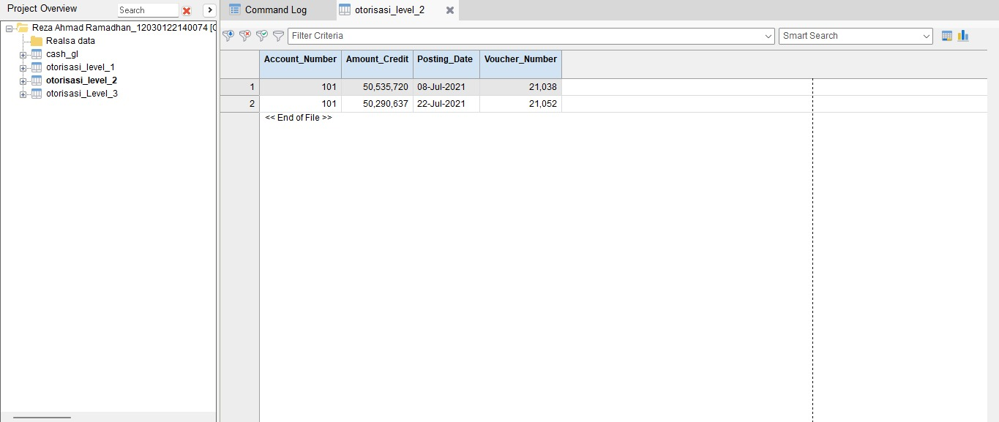 Project Overview
Search
Reza Ahmad Ramadhan_12030122140074 [C
Realsa data
cash_gl
otorisasi_level_1
otorisasi_level_2
otorisasi_Level_3
Command Log
otorisasi_level_2
Filter Criteria
Smart Search
Account_Number Amount_Credit Posting_Date Voucher_Number
1 101 50,535,720 08-Jul-2021 21,038
2 101 50,290,637 22-Jul-2021 21,052
<< End of File >>